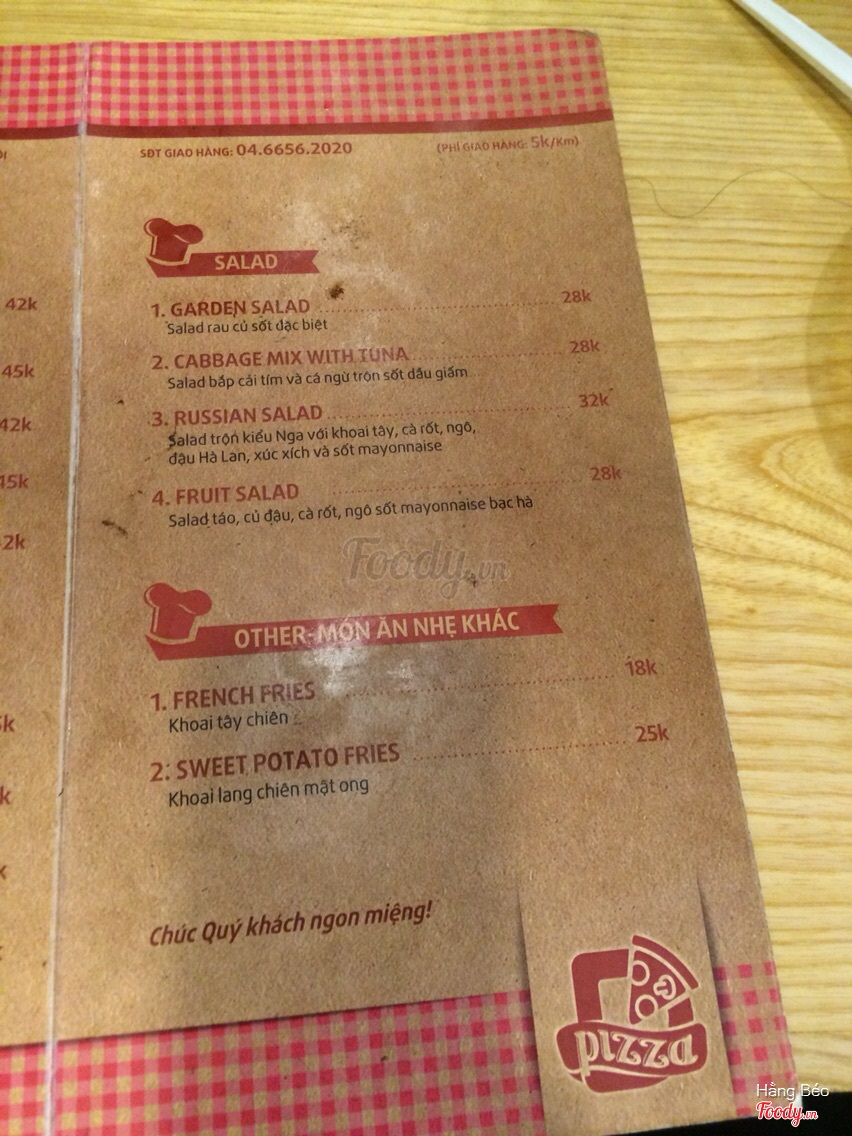 SĐT GIAO HÀNG: 04.6656.2020 (PHÍ GIAO HÀNG: 5k/Km)
SALAD
42k
1. GARDEN SALAD 28k
Salad rau củ sốt đặc biệt
45k
2. CABBAGE MIX WITH TUNA 28k
Salad bắp cải tím và cá ngừ trộn sốt dầu giấm
42k
3. RUSSIAN SALAD 32k
Salad trộn kiểu Nga với khoai tây, cà rốt, ngô,
đậu Hà Lan, xúc xích và sốt mayonnaise
4. FRUIT SALAD 28k
Salad táo, củ đậu, cà rốt, ngô sốt mayonnaise bạc hà
Foody.vn
OTHER- MÓN ĂN NHẸ KHÁC
1. FRENCH FRIES 18k
Khoai tây chiên
2. SWEET POTATO FRIES 25k
Khoai lang chiên mật ong
Chúc Quý khách ngon miệng!
pizza
Hằng Béo
Foody.vn